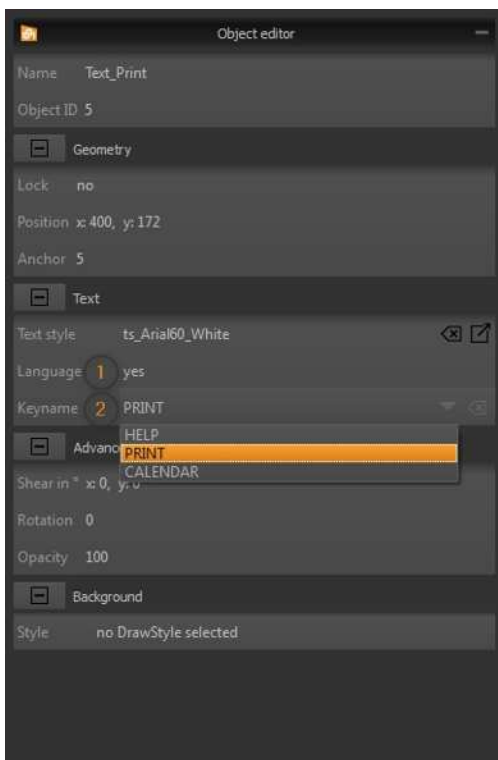 Object editor
Name Text_Print
Object ID 5
Geometry
Lock no
Position x: 400, y: 172
Anchor 5
Text
Text style ts_Arial60_White
Language 1 yes
Keyname 2 PRINT
HELP
PRINT
CALENDAR
Shear in ° x: 0,
Rotation 0
Opacity 100
Background
Style no DrawStyle selected